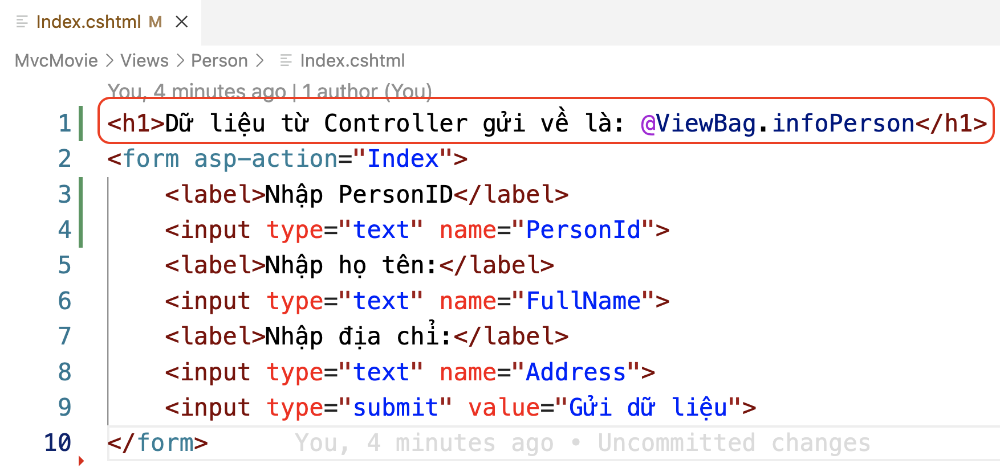 Index.cshtml M
MvcMovie > Views > Person > Index.cshtml
You, 4 minutes ago | 1 author (You)
1 <h1>Dữ liệu từ Controller gửi về là: @ViewBag.infoPerson</h1>
2 <form asp-action="Index">
3 <label>Nhập PersonID</label>
4 <input type="text" name="PersonId">
5 <label>Nhập họ tên:</label>
6 <input type="text" name="FullName">
7 <label>Nhập địa chỉ:</label>
8 <input type="text" name="Address">
9 <input type="submit" value="Gửi dữ liệu">
10 </form> You, 4 minutes ago • Uncommitted changes